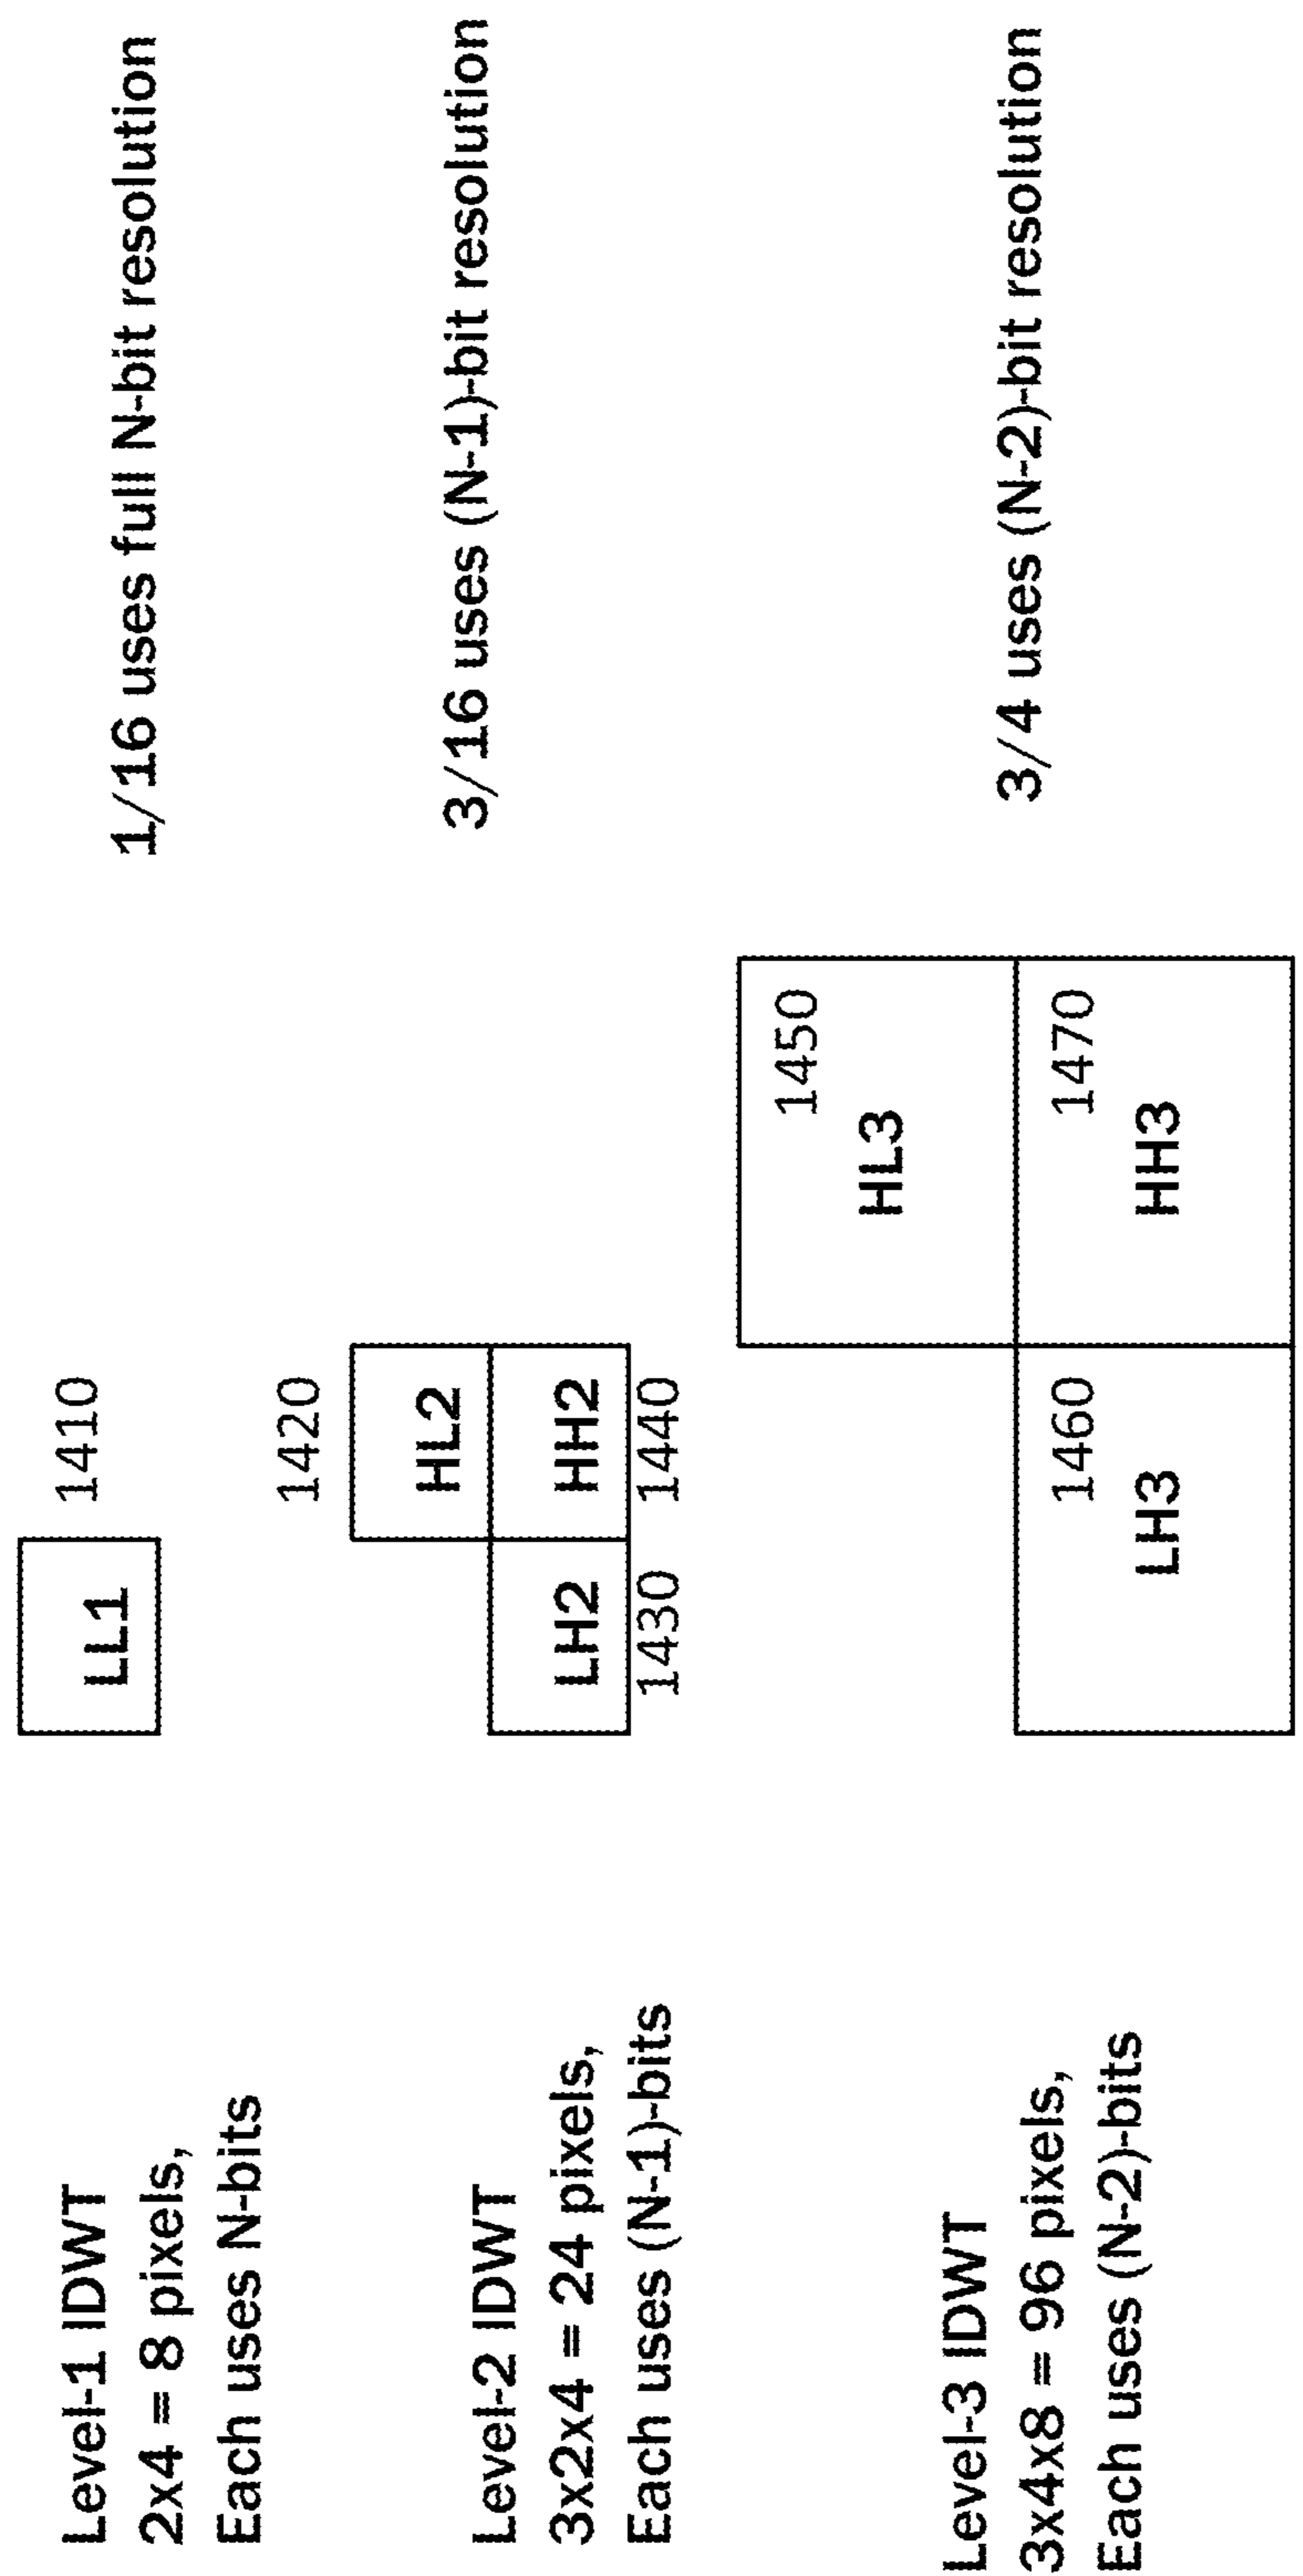 Level-1 IDWT
2x4 = 8 pixels,
Each uses N-bits
LL1
1410
1/16 uses full N-bit resolution
Level-2 IDWT
3x2x4 = 24 pixels,
Each uses (N-1)-bits
1420
HL2
LH2
HH2
1430
1440
3/16 uses (N-1)-bit resolution
Level-3 IDWT
3x4x8 = 96 pixels,
Each uses (N-2)-bits
1450
HL3
1460
LH3
1470
HH3
3/4 uses (N-2)-bit resolution